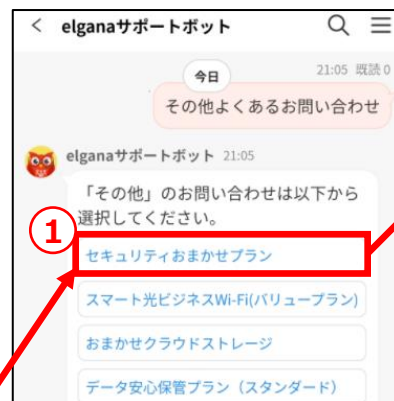 < elganaサポートボット
今日
21:05 既読 0
その他よくあるお問い合わせ
elganaサポートボット 21:05
「その他」のお問い合わせは以下から
選択してください。
①
セキュリティおまかせプラン
スマート光ビジネスWi-Fi(バリュープラン)
おまかせクラウドストレージ
データ安心保管プラン（スタンダード）